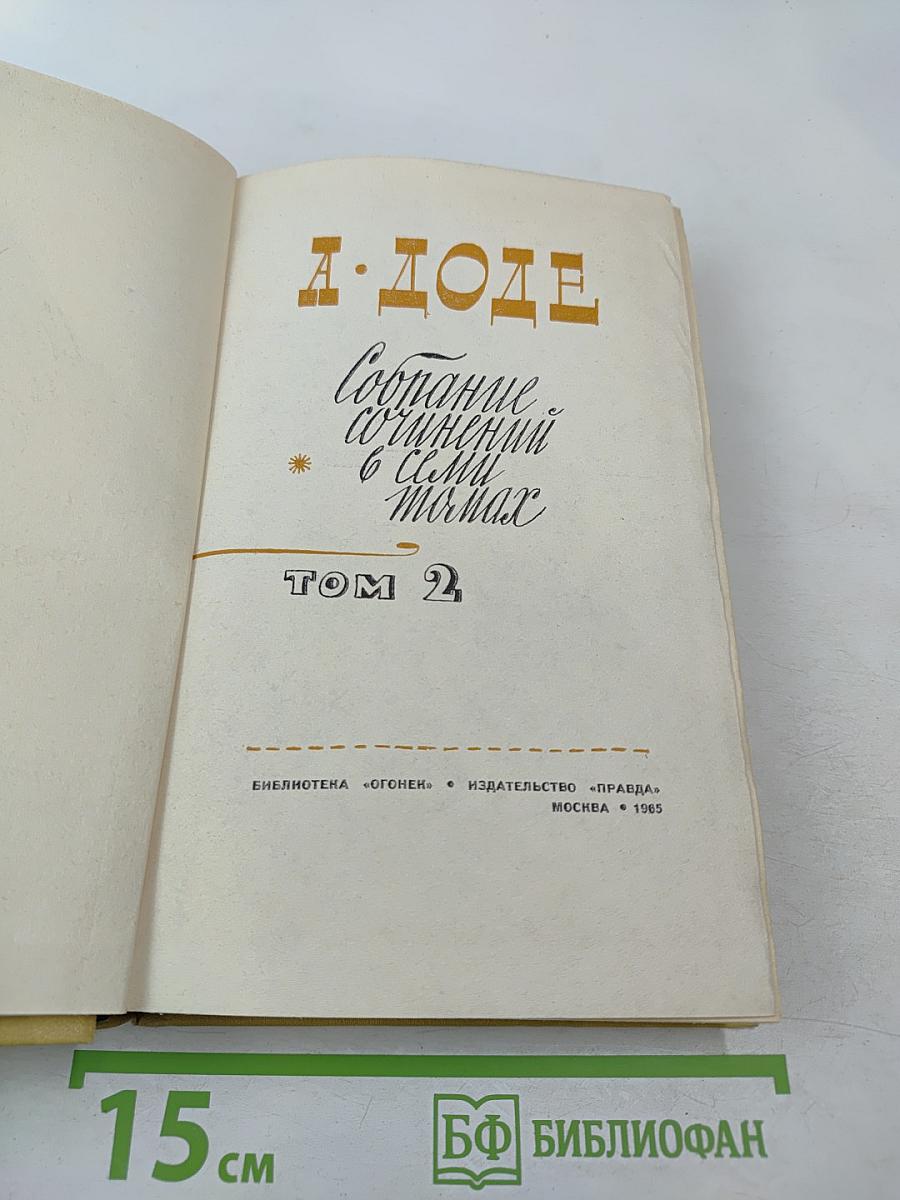 А·ДОДЕ
Собрание
сочинений
в семи
томах
ТОМ 2
БИБЛИОТЕКА «ОГОНЕК» • ИЗДАТЕЛЬСТВО «ПРАВДА»
МОСКВА • 1965
15 см
БФ БИБЛИОФАН